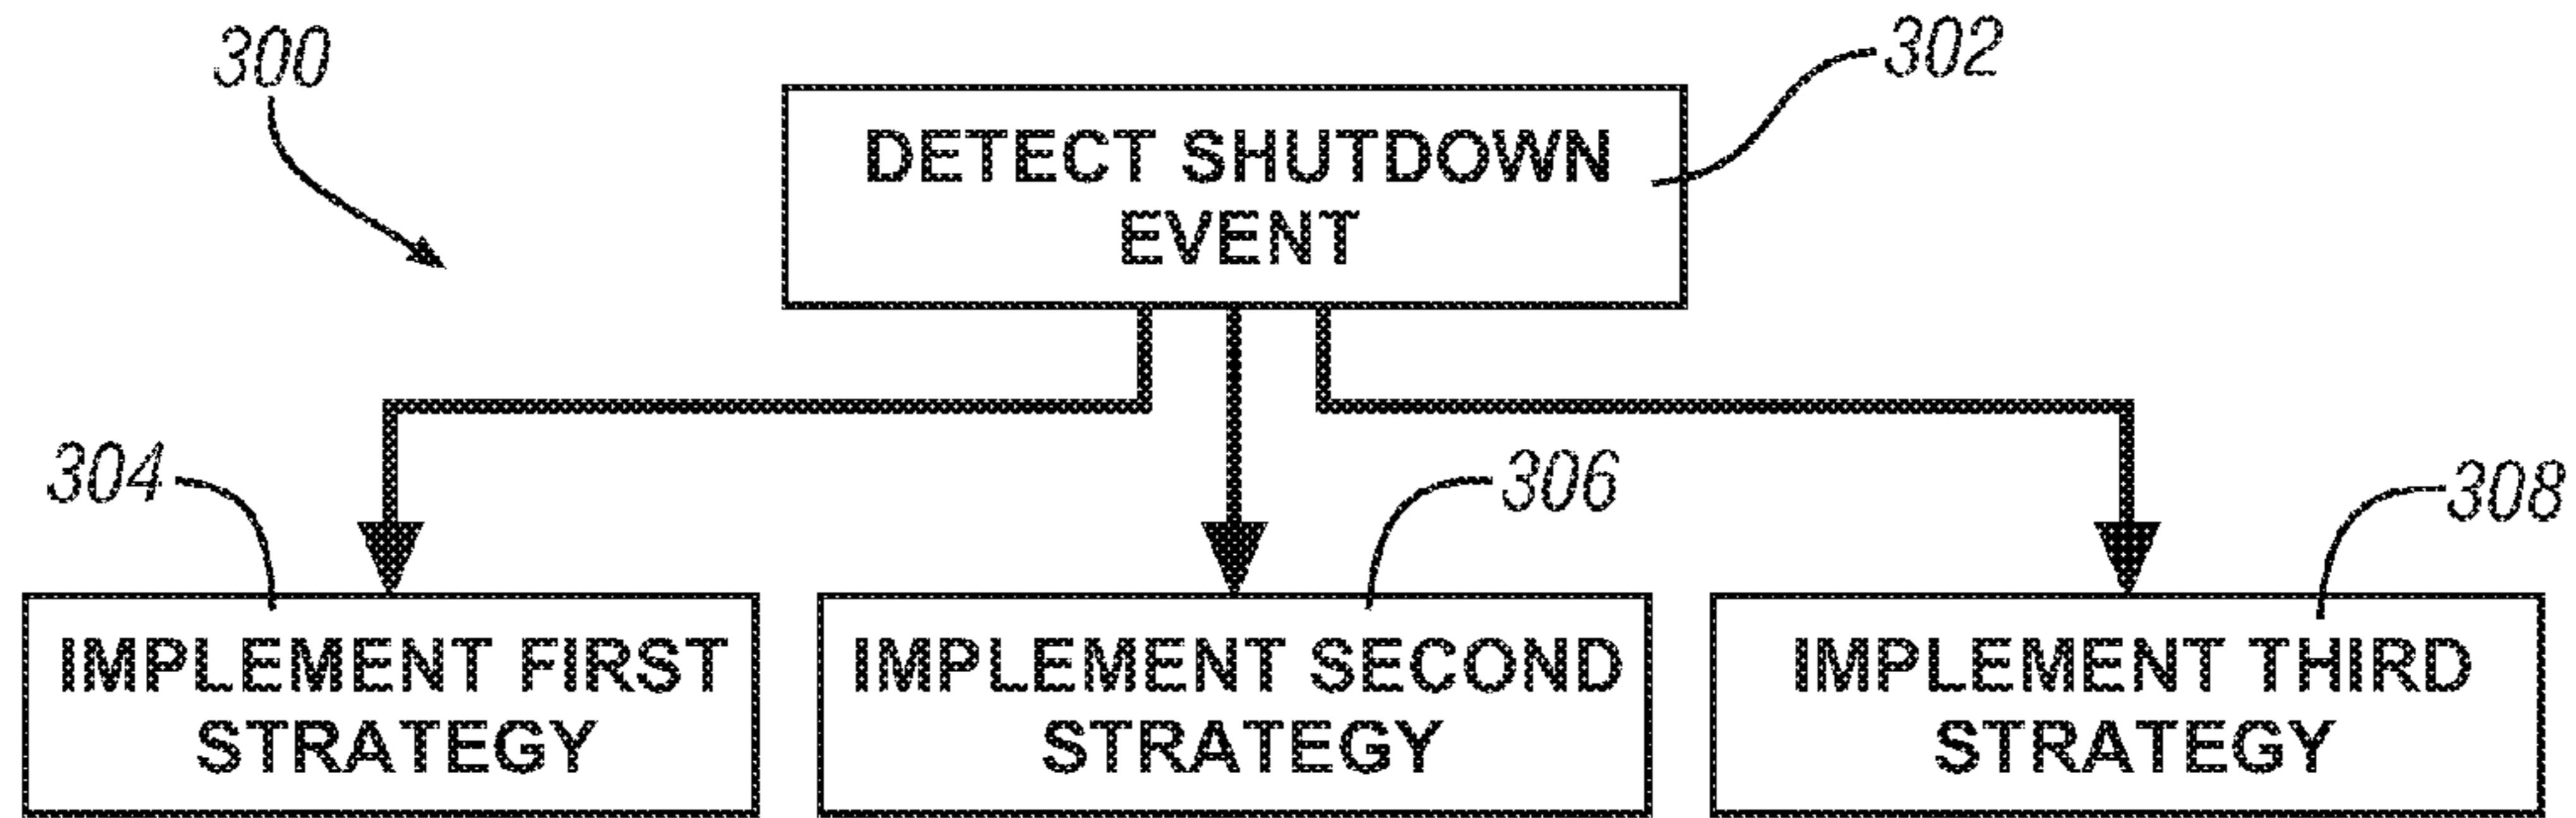 300
302
DETECT SHUTDOWN
EVENT
304
306
308
IMPLEMENT FIRST
STRATEGY
IMPLEMENT SECOND
STRATEGY
IMPLEMENT THIRD
STRATEGY